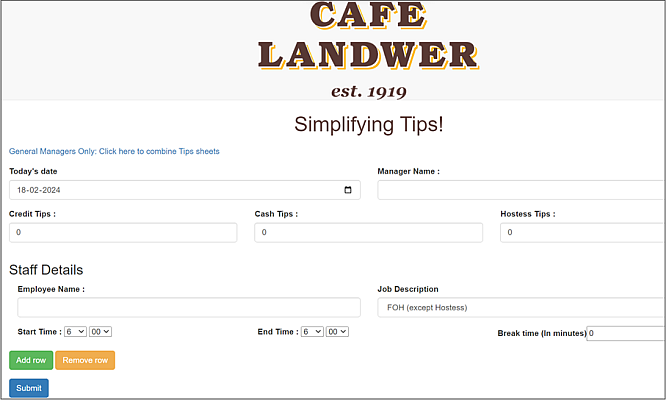 CAFE
LANDWER
est. 1919
Simplifying Tips!
General Managers Only: Click here to combine Tips sheets
Today's date
Manager Name :
18-02-2024
Credit Tips :
Cash Tips :
Hostess Tips :
0
0
0
Staff Details
Employee Name :
Job Description
FOH (except Hostess)
Start Time : 6 00
End Time : 6 00
Break time (In minutes) 0
Add row
Remove row
Submit